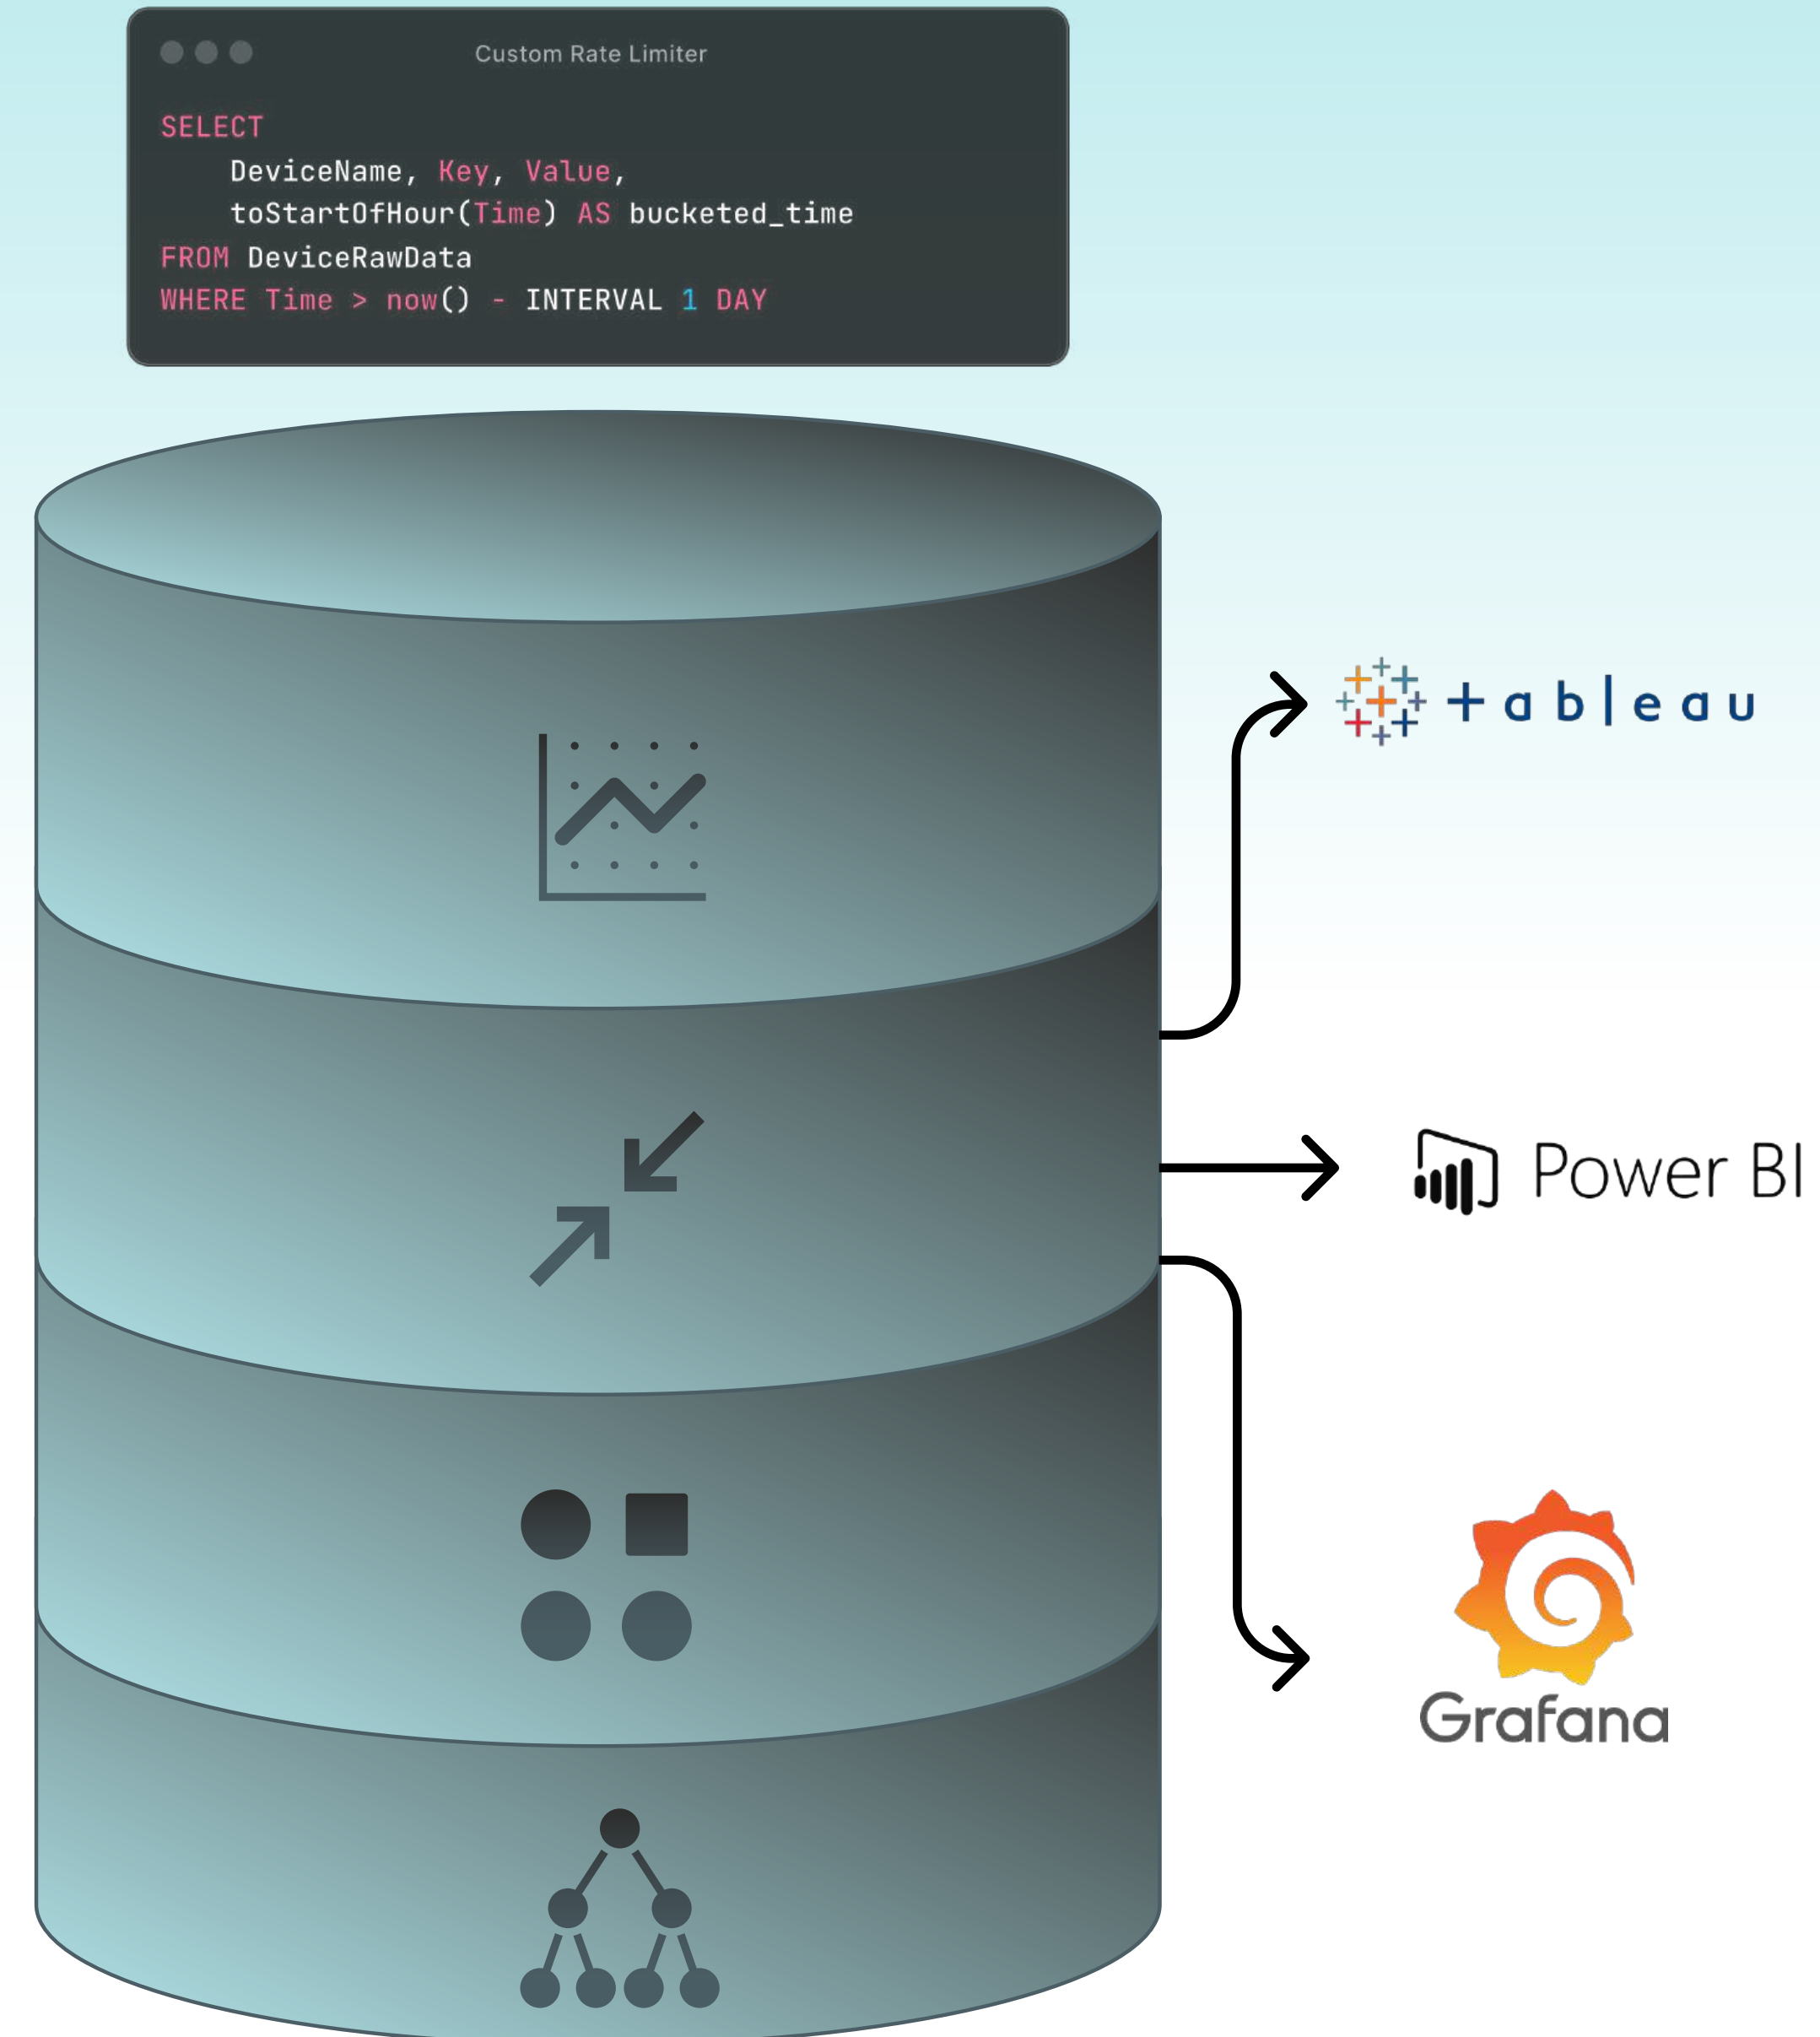 Custom Rate Limiter
SELECT
DeviceName, Key, Value,
toStartOfHour(Time) AS bucketed_time
FROM DeviceRawData
WHERE Time > now() - INTERVAL 1 DAY
+ableau
Power BI
Grafana